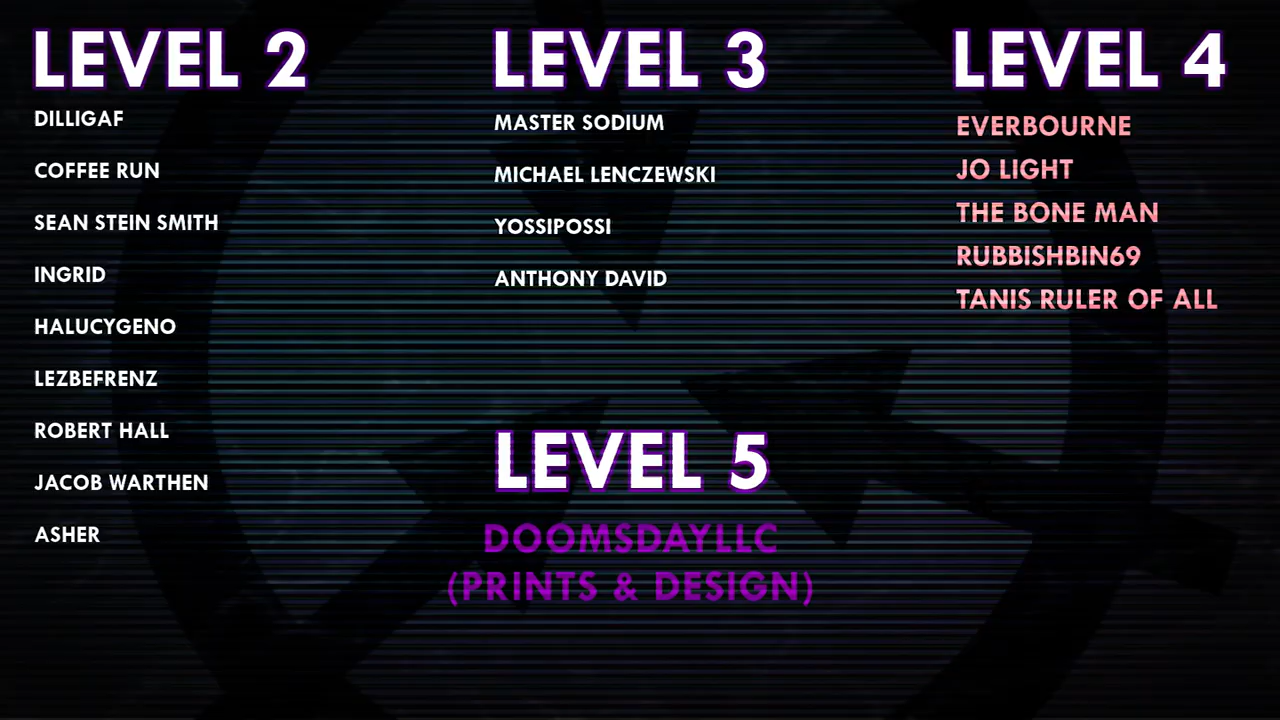 LEVEL 2
DILLIGAF
COFFEE RUN
SEAN STEIN SMITH
INGRID
HALUCYGENO
LEZBEFRENZ
ROBERT HALL
JACOB WARTHEN
ASHER
LEVEL 3
MASTER SODIUM
MICHAEL LENCZEWSKI
YOSSIPOSSI
ANTHONY DAVID
LEVEL 4
EVERBOURNE
JO LIGHT
THE BONE MAN
RUBBISHBIN69
TANIS RULER OF ALL
LEVEL 5
DOOMSDAYLLC
(PRINTS & DESIGN)